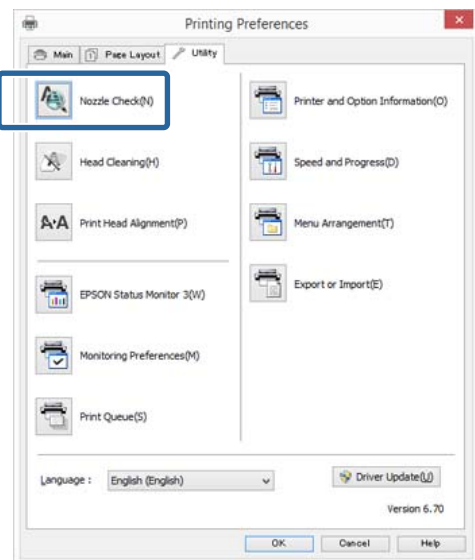 Printing Preferences
Main
Page Layout
Utility
Nozzle Check(N)
Printer and Option Information(O)
Head Cleaning(H)
Speed and Progress(D)
Print Head Alignment(P)
Menu Arrangement(T)
EPSON Status Monitor 3(W)
Export or Import(E)
Monitoring Preferences(M)
Print Queue(S)
Language :
English (English)
Driver Update(U)
Version 6.70
OK
Cancel
Help